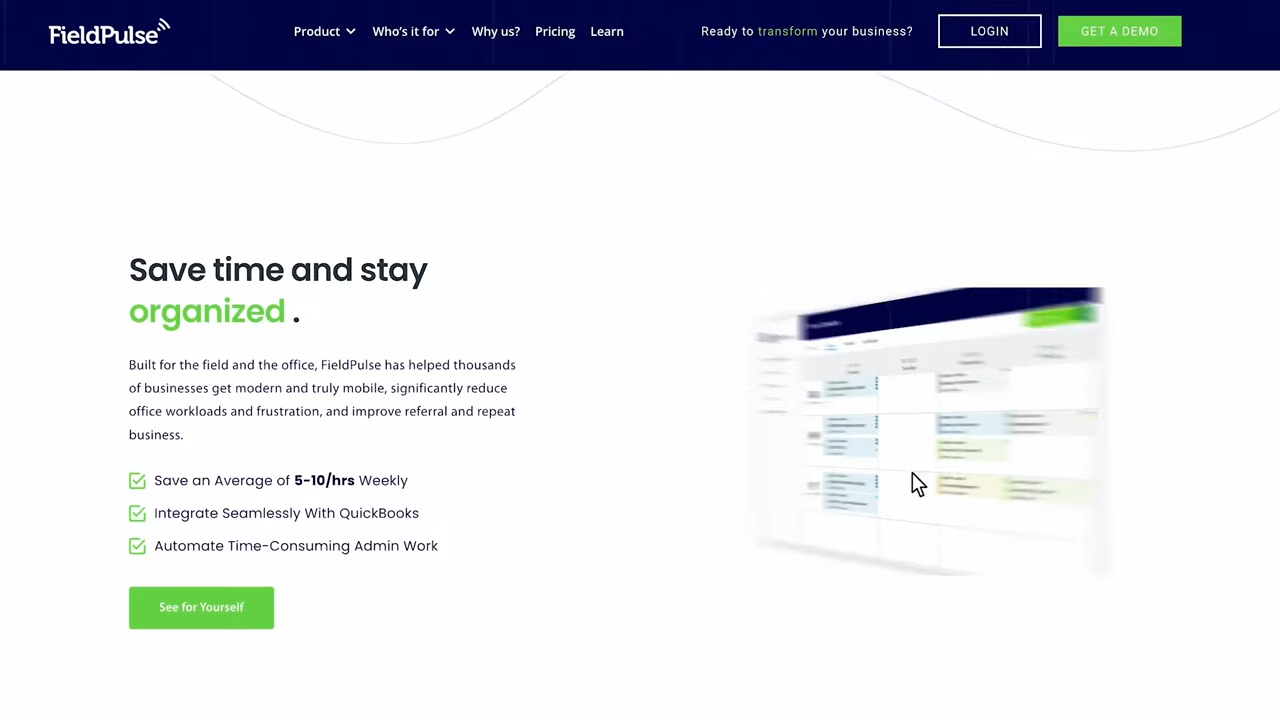 FieldPulse
Product
Who's it for
Why us?
Pricing
Learn
Ready to transform your business?
LOGIN
GET A DEMO
Save time and stay
organized .
Built for the field and the office, FieldPulse has helped thousands
of businesses get modern and truly mobile, significantly reduce
office workloads and frustration, and improve referral and repeat
business.
Save an Average of 5-10/hrs Weekly
Integrate Seamlessly With QuickBooks
Automate Time-Consuming Admin Work
See for Yourself